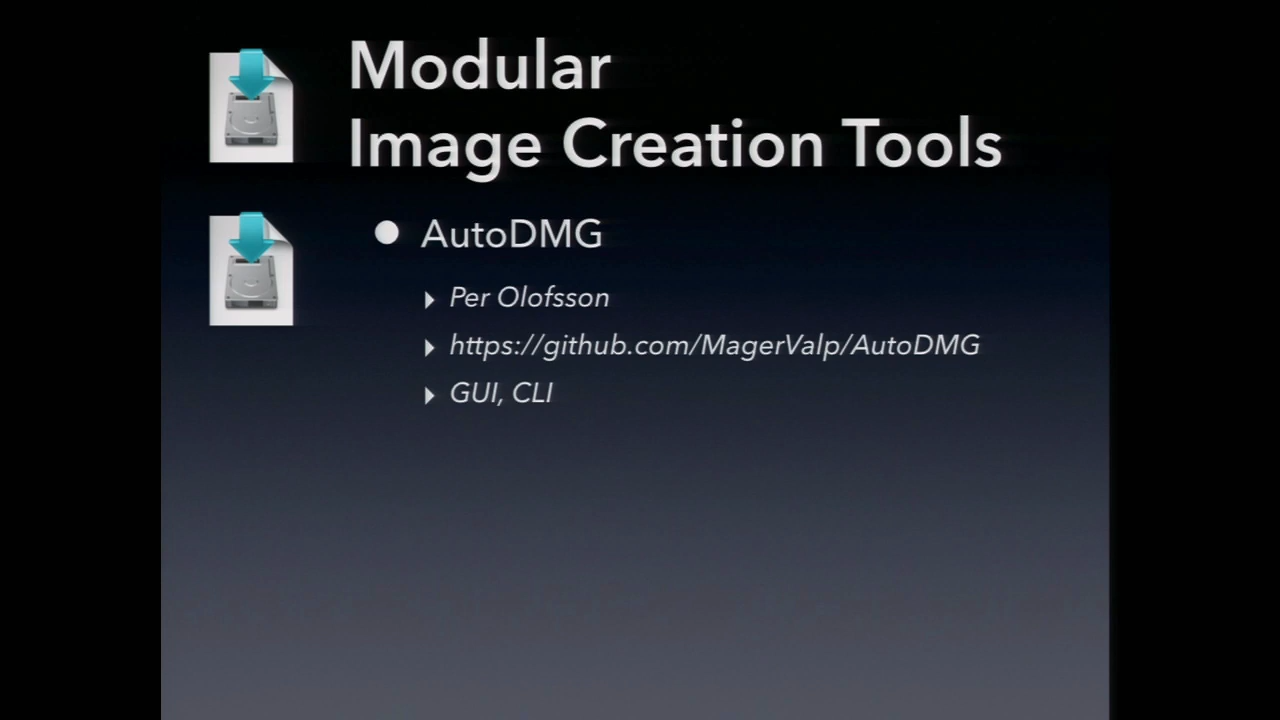 Modular
Image Creation Tools
AutoDMG
Per Olofsson
https://github.com/MagerValp/AutoDMG
GUI, CLI